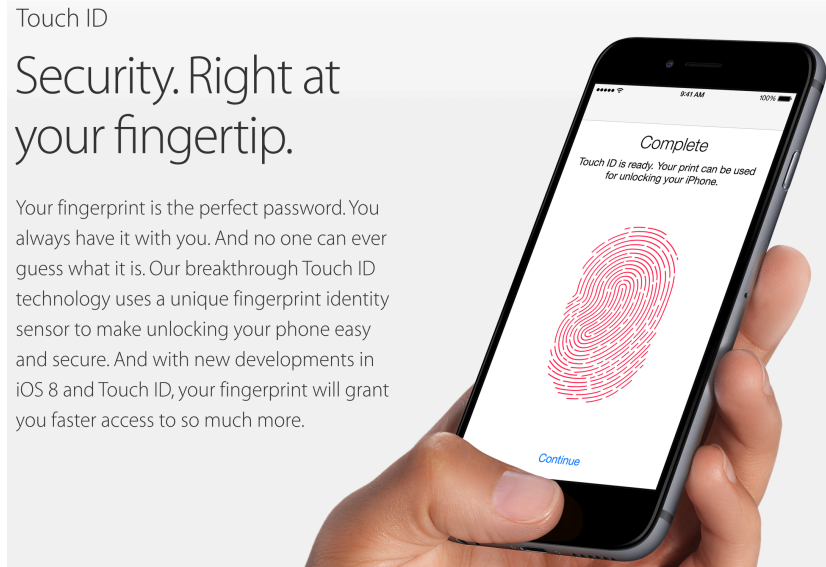 Touch ID
Security. Right at
your fingertip.
Your fingerprint is the perfect password. You
always have it with you. And no one can ever
guess what it is. Our breakthrough Touch ID
technology uses a unique fingerprint identity
sensor to make unlocking your phone easy
and secure. And with new developments in
iOS 8 and Touch ID, your fingerprint will grant
you faster access to so much more.
9:41 AM
100%
Complete
Touch ID is ready. Your print can be used
for unlocking your iPhone.
Continue